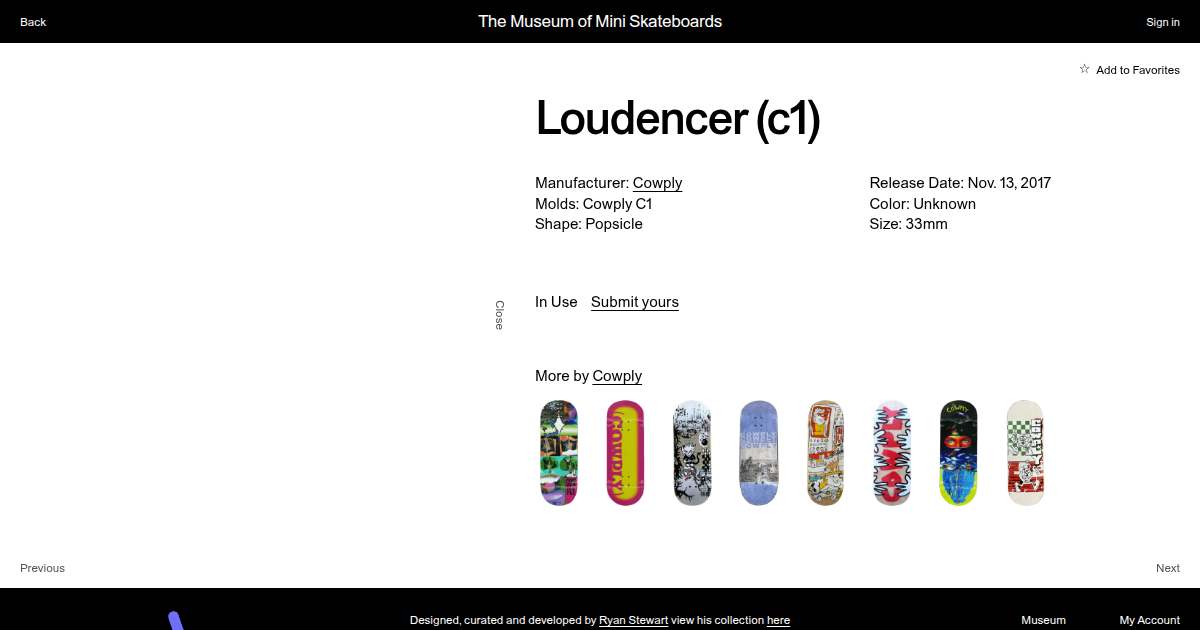 Back
The Museum of Mini Skateboards
Sign in
☆ Add to Favorites
Loudencer (c1)
Manufacturer: Cowply
Molds: Cowply C1
Shape: Popsicle
Release Date: Nov. 13, 2017
Color: Unknown
Size: 33mm
Close
In Use Submit yours
More by Cowply
Previous
Next
Designed, curated and developed by Ryan Stewart view his collection here
Museum
My Account